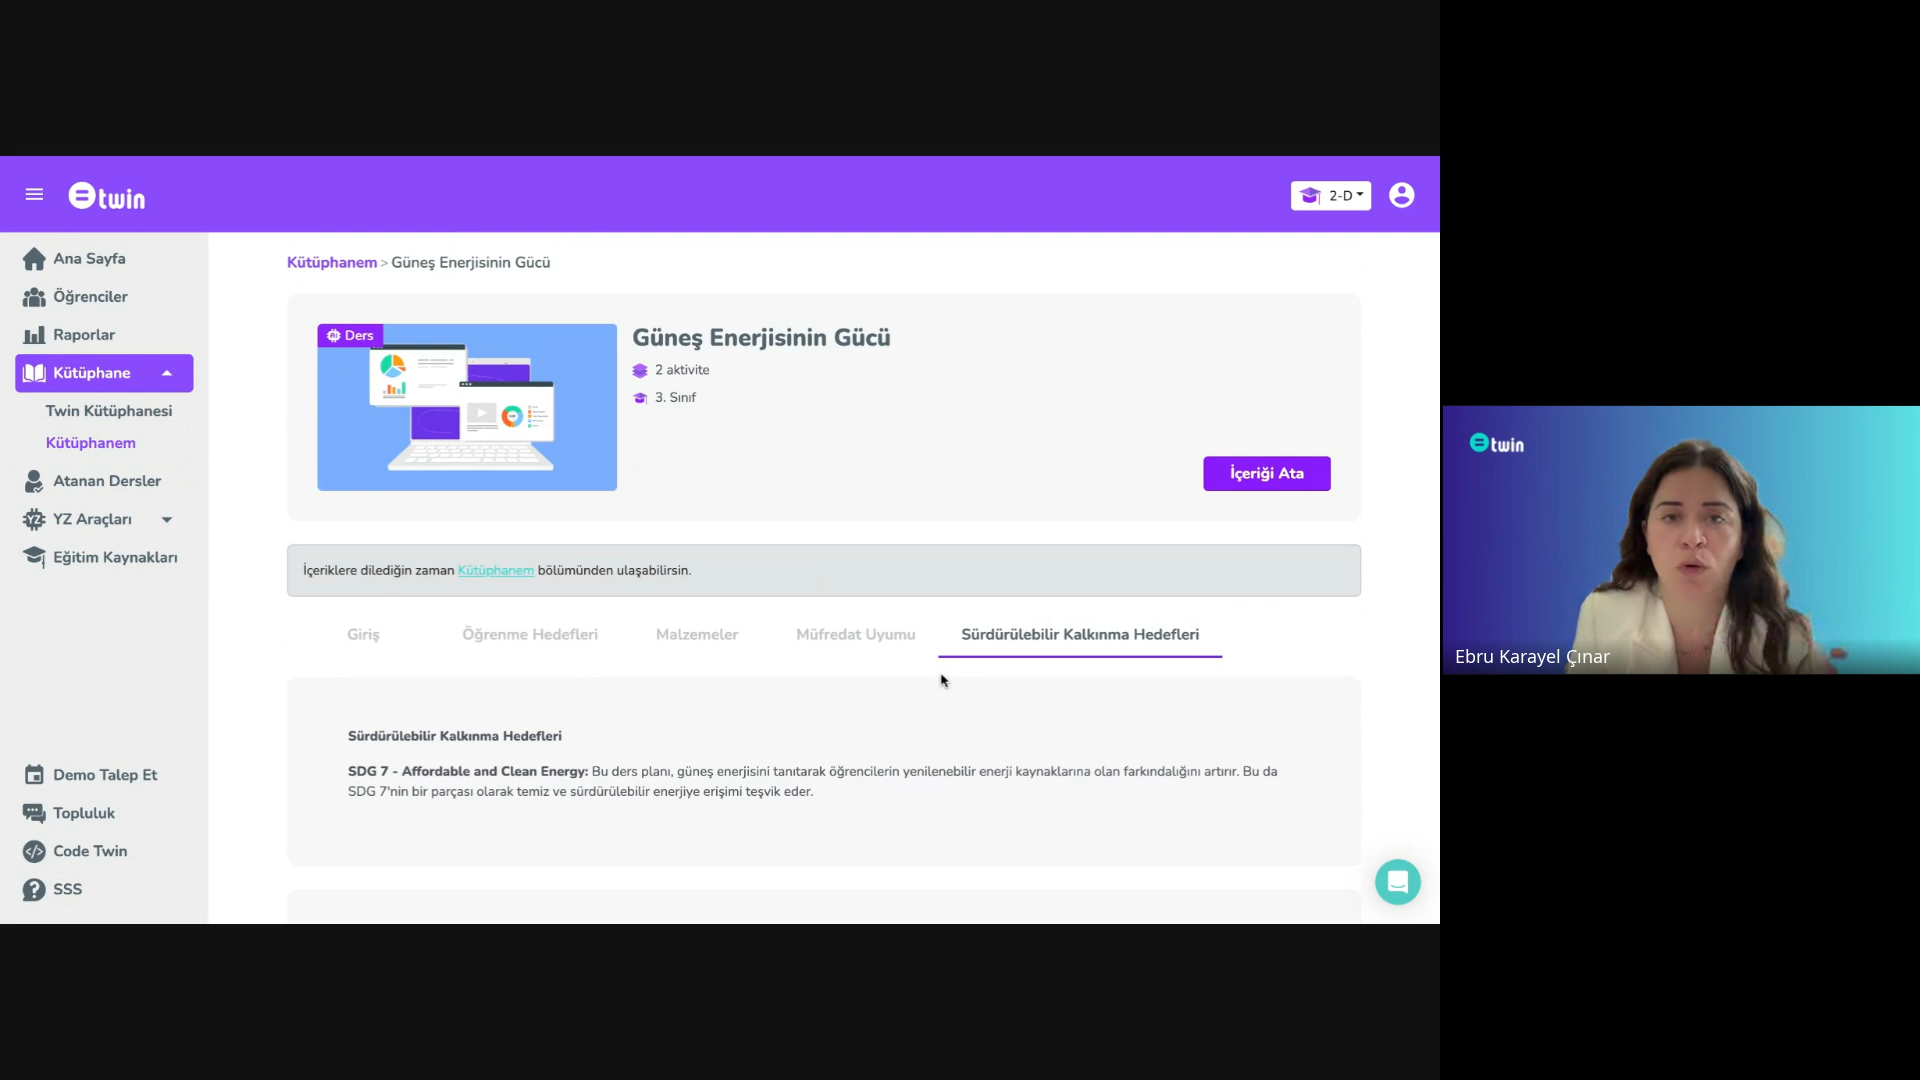 twin
2-D
Ana Sayfa
Öğrenciler
Raporlar
Kütüphane
Twin Kütüphanesi
Kütüphanem
Atanan Dersler
YZ Araçları
Eğitim Kaynakları
Demo Talep Et
Topluluk
Code Twin
SSS
Kütüphanem > Güneş Enerjisinin Gücü
Ders
Güneş Enerjisinin Gücü
2 aktivite
3. Sınıf
İçeriği Ata
İçeriklere dilediğin zaman Kütüphanem bölümünden ulaşabilirsin.
Giriş Öğrenme Hedefleri Malzemeler Müfredat Uyumu Sürdürülebilir Kalkınma Hedefleri
Sürdürülebilir Kalkınma Hedefleri
SDG 7 - Affordable and Clean Energy: Bu ders planı, güneş enerjisini tanıtarak öğrencilerin yenilenebilir enerji kaynaklarına olan farkındalığını artırır. Bu da
SDG 7'nin bir parçası olarak temiz ve sürdürülebilir enerjiye erişimi teşvik eder.
twin
Ebru Karayel Çınar